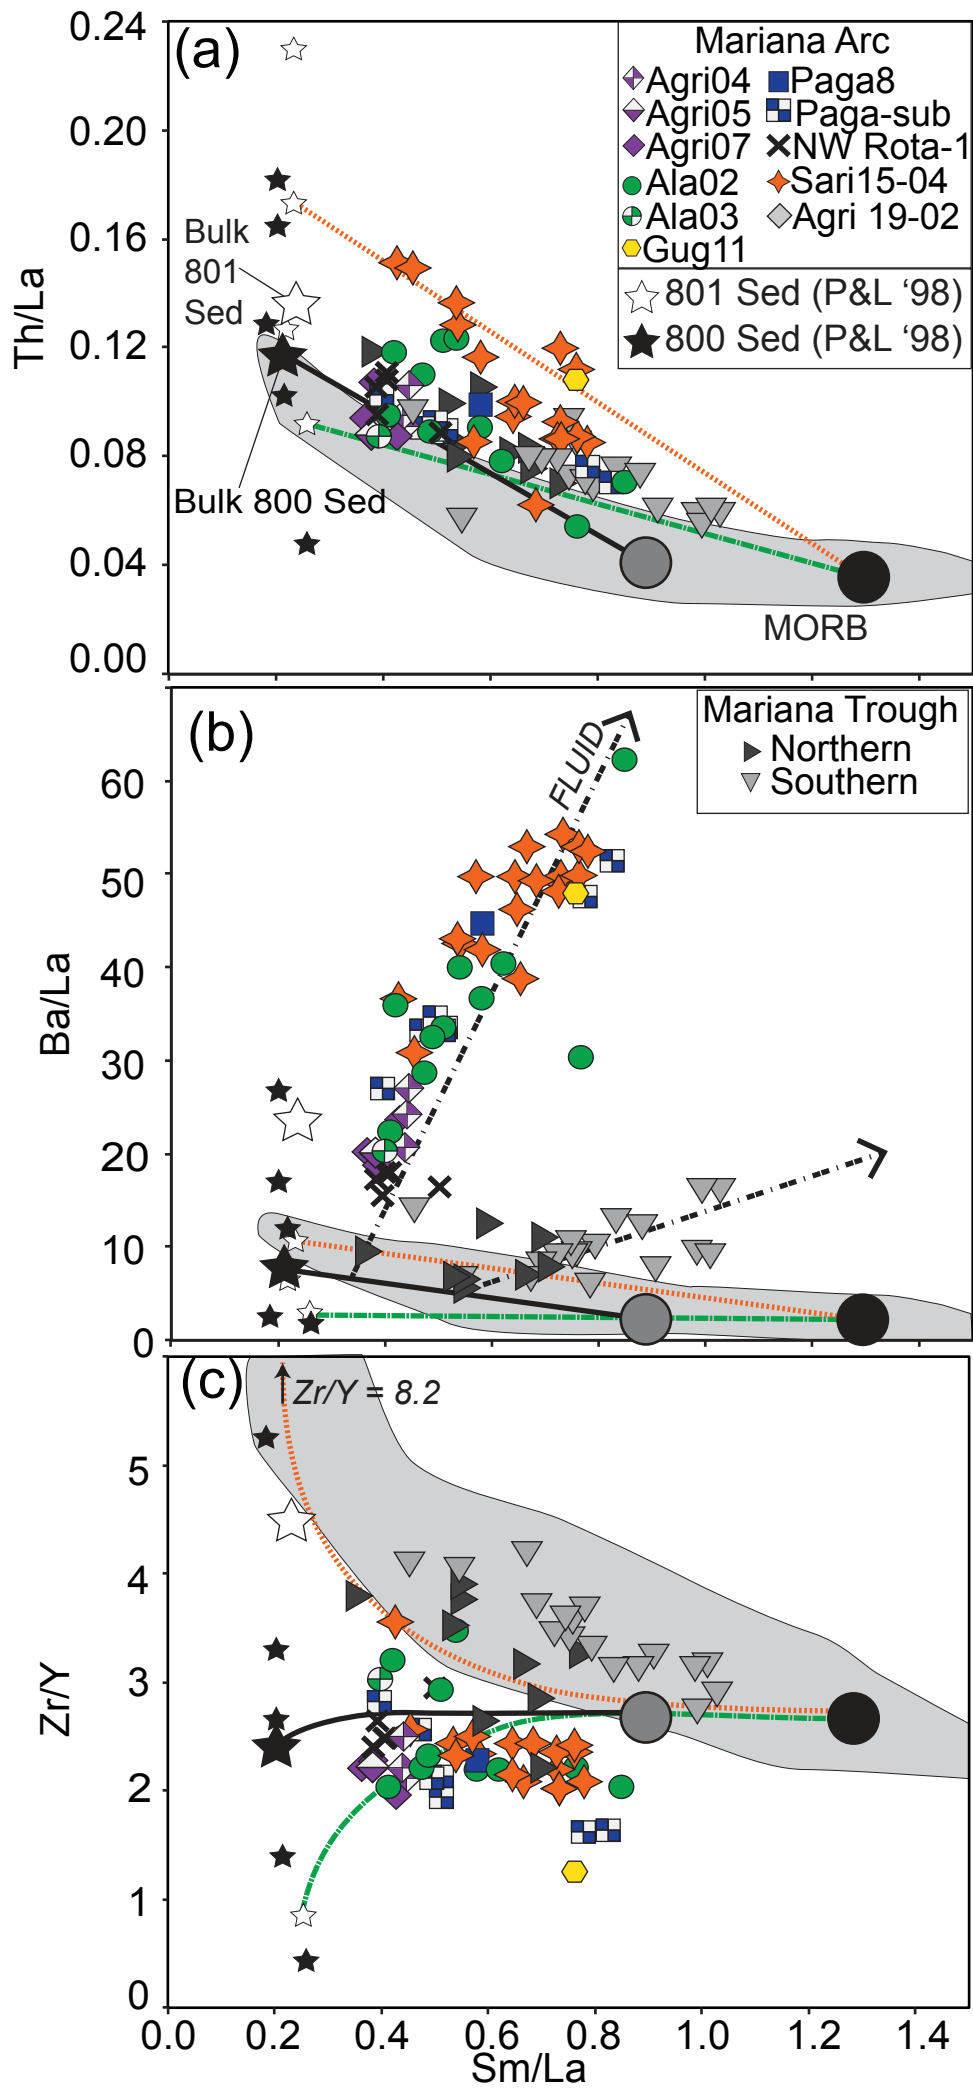 (a)
Mariana Arc
Agri04 Paga8
Agri05 Paga-sub
Agri07 NW Rota-1
Ala02 Sari15-04
Ala03 Agri 19-02
Gug11
801 Sed (P&L ‘98)
800 Sed (P&L ‘98)
0.24
0.20
0.16
0.12
0.08
0.04
0.00
Th/La
Bulk
801
Sed
Bulk 800 Sed
MORB
(b)
Mariana Trough
Northern
Southern
FLUID
60
50
40
30
20
10
0
Ba/La
(c)
Zr/Y = 8.2
5
4
3
2
1
0
Zr/Y
0.0 0.2 0.4 0.6 0.8 1.0 1.2 1.4
Sm/La